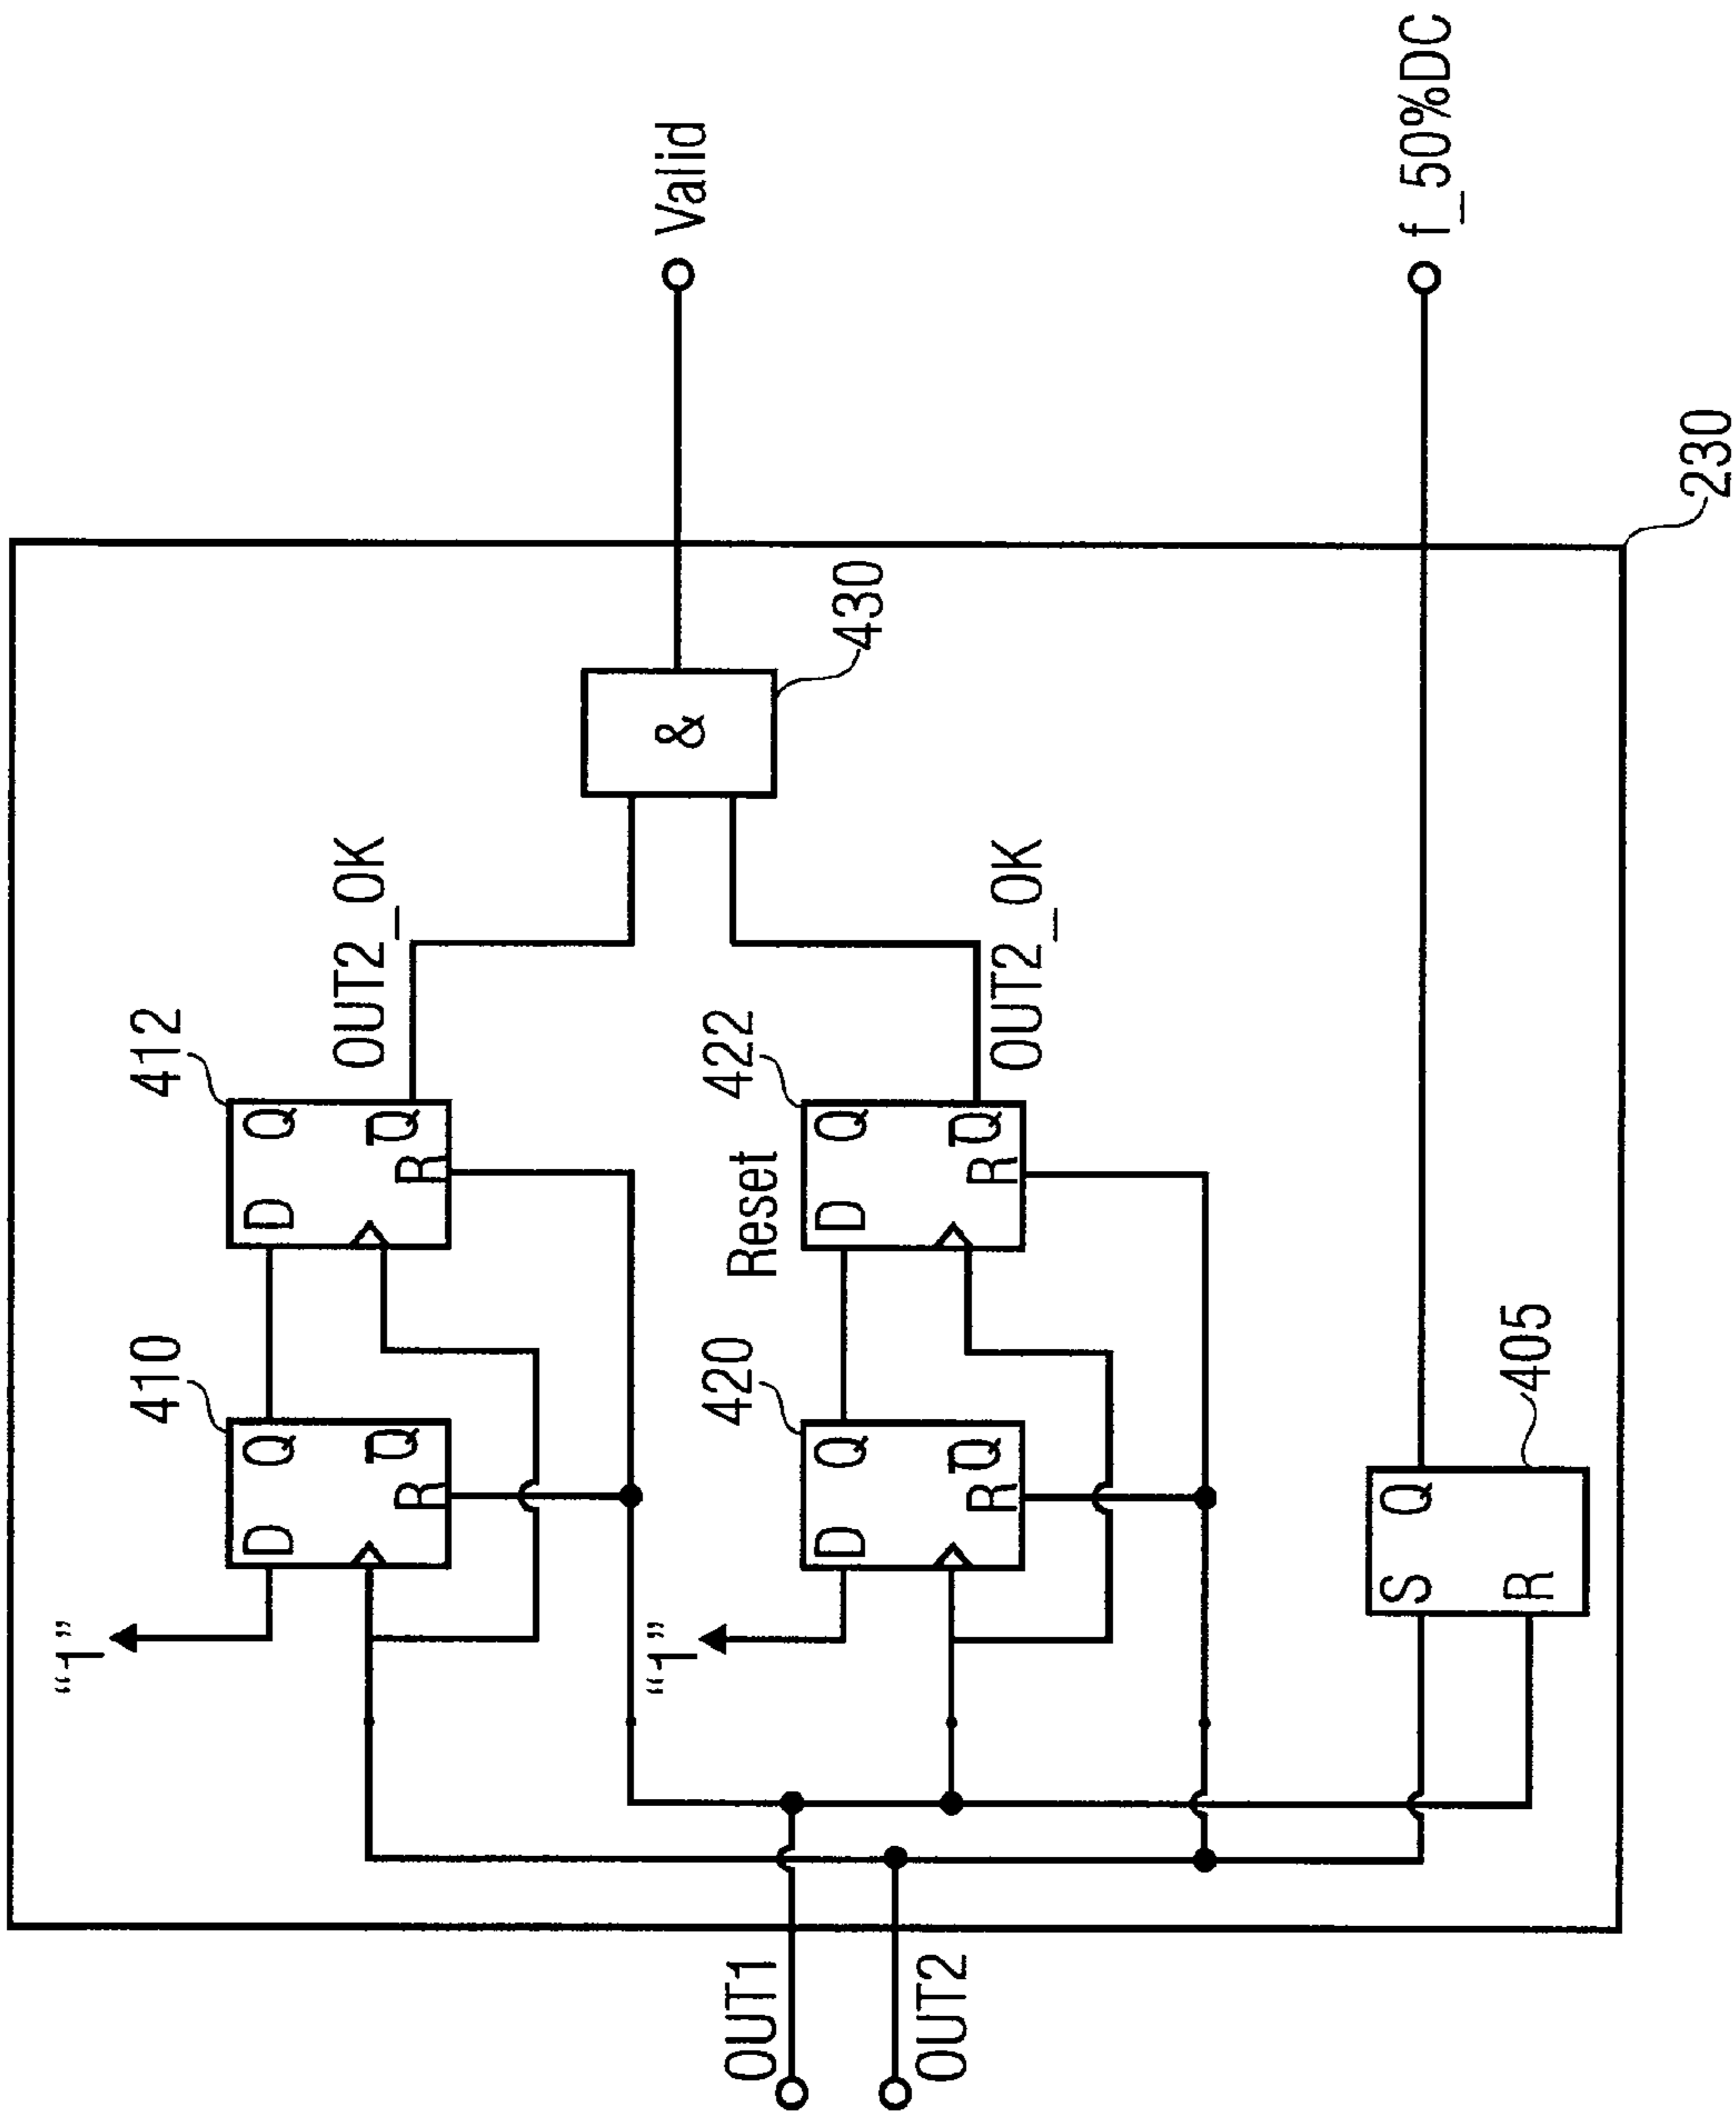 "1"
410
D Q
Q
R
412
D Q
Q
R
OUT2_OK
&
430
Valid
OUT1
OUT2
"1"
420
D Q
Q
R
Reset
422
D Q
Q
R
OUT2_OK
S Q
R
405
f_50%DC
230